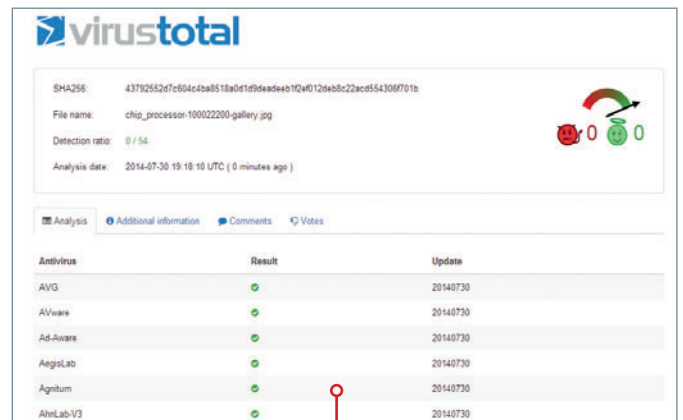 virustotal
SHA256: 43792552d7c604c4ba8518a0d1d9deadeeb1f2ef012deb8c22acd554306f701b
File name: chip_processor-100022200-gallery.jpg
Detection ratio: 0 / 54
Analysis date: 2014-07-30 19:18:10 UTC ( 0 minutes ago )
0 0
Analysis Additional information Comments Votes
Antivirus Result Update
AVG 20140730
AVware 20140730
Ad-Aware 20140730
AegisLab 20140730
Agnitum 20140730
AhnLab-V3 20140730